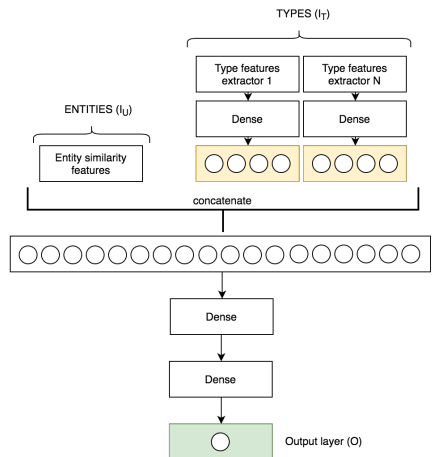 TYPES (I_T)
Type features
extractor 1
Type features
extractor N
ENTITIES (I_U)
Dense
Dense
Entity similarity
features
concatenate
Dense
Dense
Output layer (O)